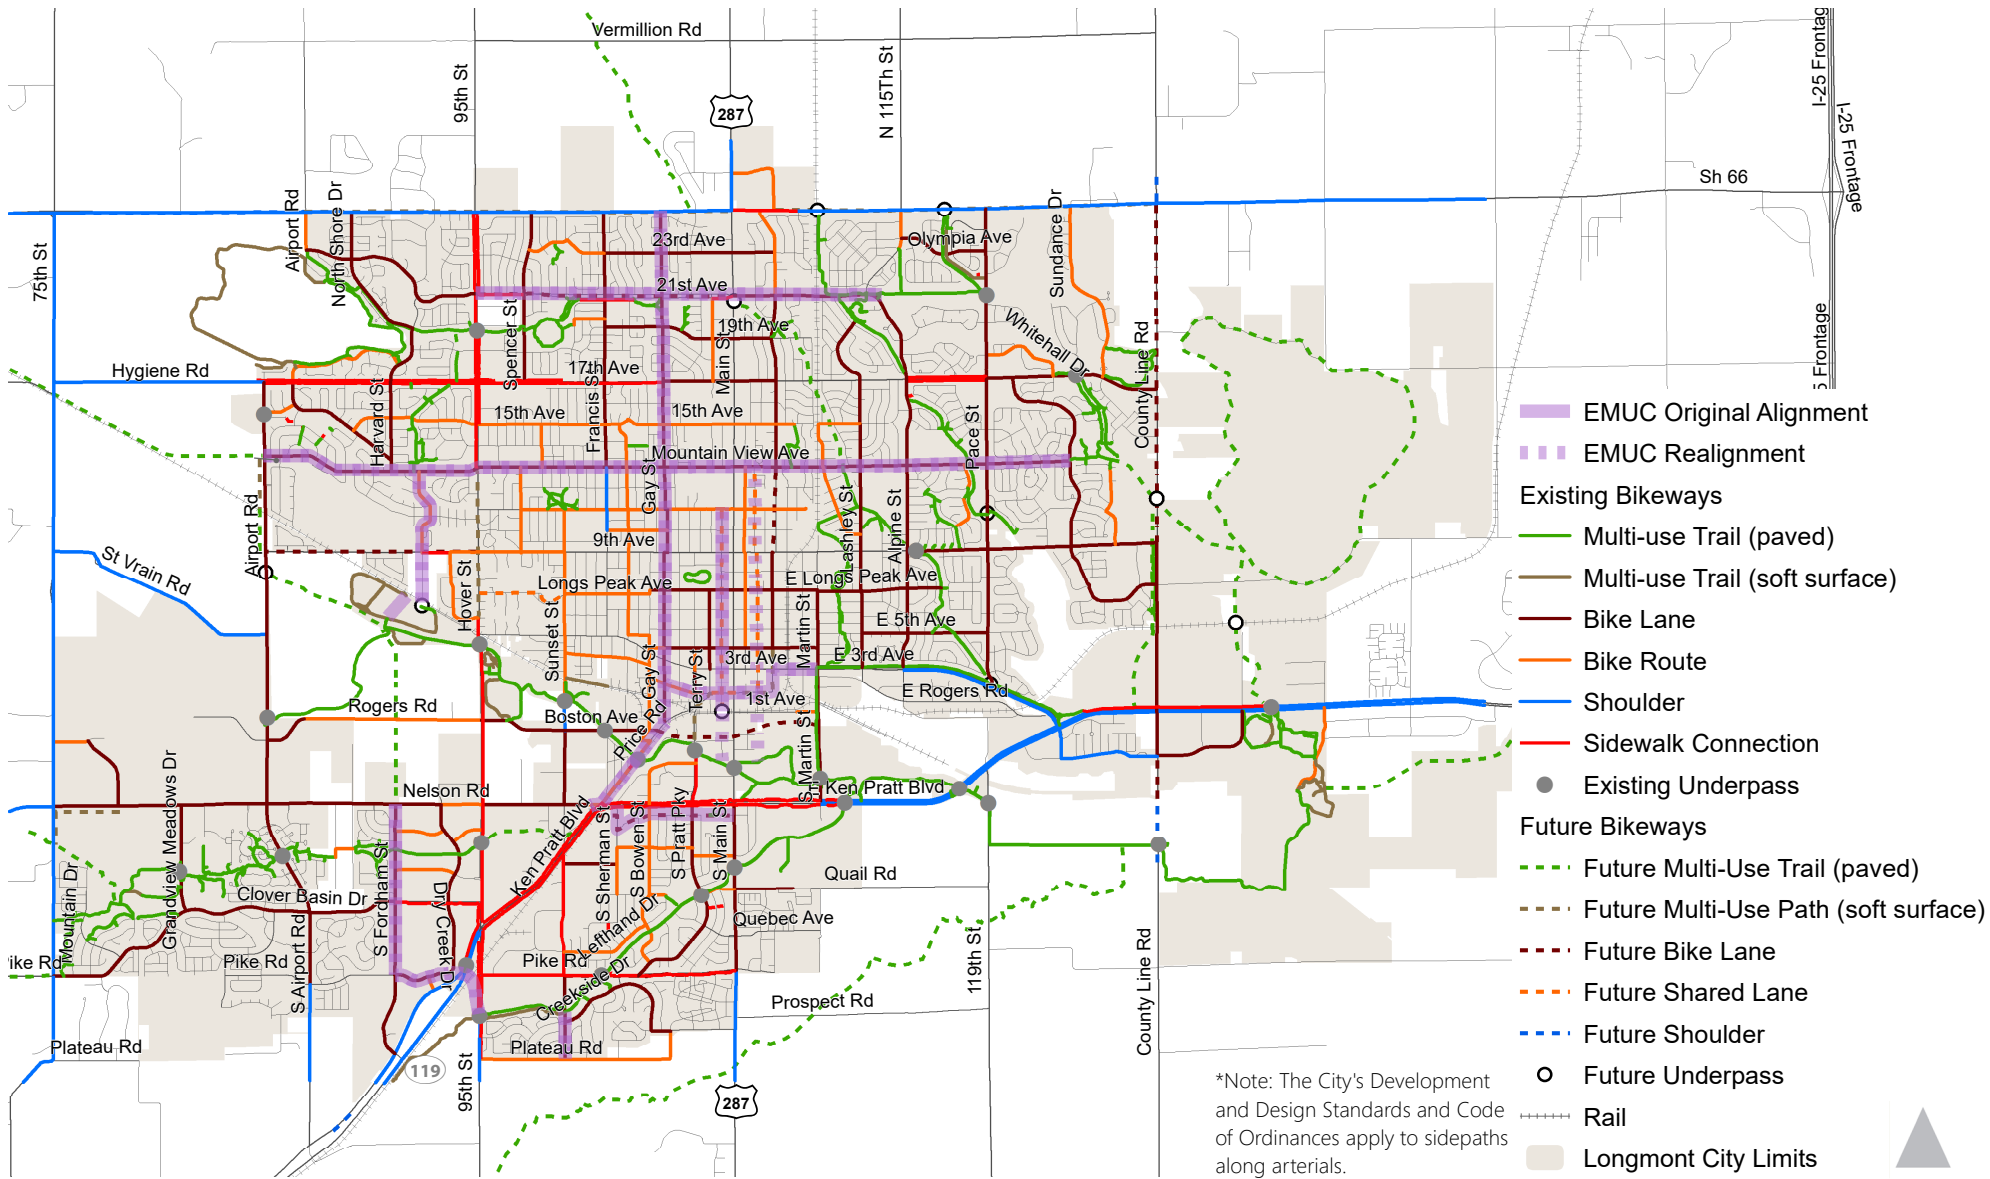 Vermillion Rd
95th St
287
N 115Th St
I-25 Frontag
I-25 Frontage
Sh 66
Airport Rd
North Shore Dr
75th St
23rd Ave
Olympia Ave
Sundance Dr
21st Ave
Spencer St
19th Ave
Main St
Whitehall Dr
County Line Rd
Frontage
Hygiene Rd
17th Ave
Harvard St
Francis St
15th Ave
15th Ave
Pace St
Mountain View Ave
Gay St
Airport Rd
9th Ave
Lashley St
Alpine St
St Vrain Rd
Hover St
Longs Peak Ave
E Longs Peak Ave
Sunset St
Martin St
E 5th Ave
Gay St
Terry St
3rd Ave
E 3rd Ave
E Rogers Rd
1st Ave
Rogers Rd
Boston Ave
Price Rd
S Martin St
Grandview Meadows Dr
Nelson Rd
Ken Pratt Blvd
Ken Pratt Blvd
S Sherman St
S Bowen St
S Pratt Pky
S Main St
S Fordham St
Mountain Dr
Clover Basin Dr
Dry Creek Dr
Quail Rd
Quebec Ave
Lefthand Dr
ike Rd
Pike Rd
S Airport Rd
Pike Rd
Creekside Dr
119th St
County Line Rd
Prospect Rd
Plateau Rd
Plateau Rd
119
95th St
287
EMUC Original Alignment
EMUC Realignment
Existing Bikeways
Multi-use Trail (paved)
Multi-use Trail (soft surface)
Bike Lane
Bike Route
Shoulder
Sidewalk Connection
Existing Underpass
Future Bikeways
Future Multi-Use Trail (paved)
Future Multi-Use Path (soft surface)
Future Bike Lane
Future Shared Lane
Future Shoulder
Future Underpass
Rail
Longmont City Limits
*Note: The City's Development
and Design Standards and Code
of Ordinances apply to sidepaths
along arterials.